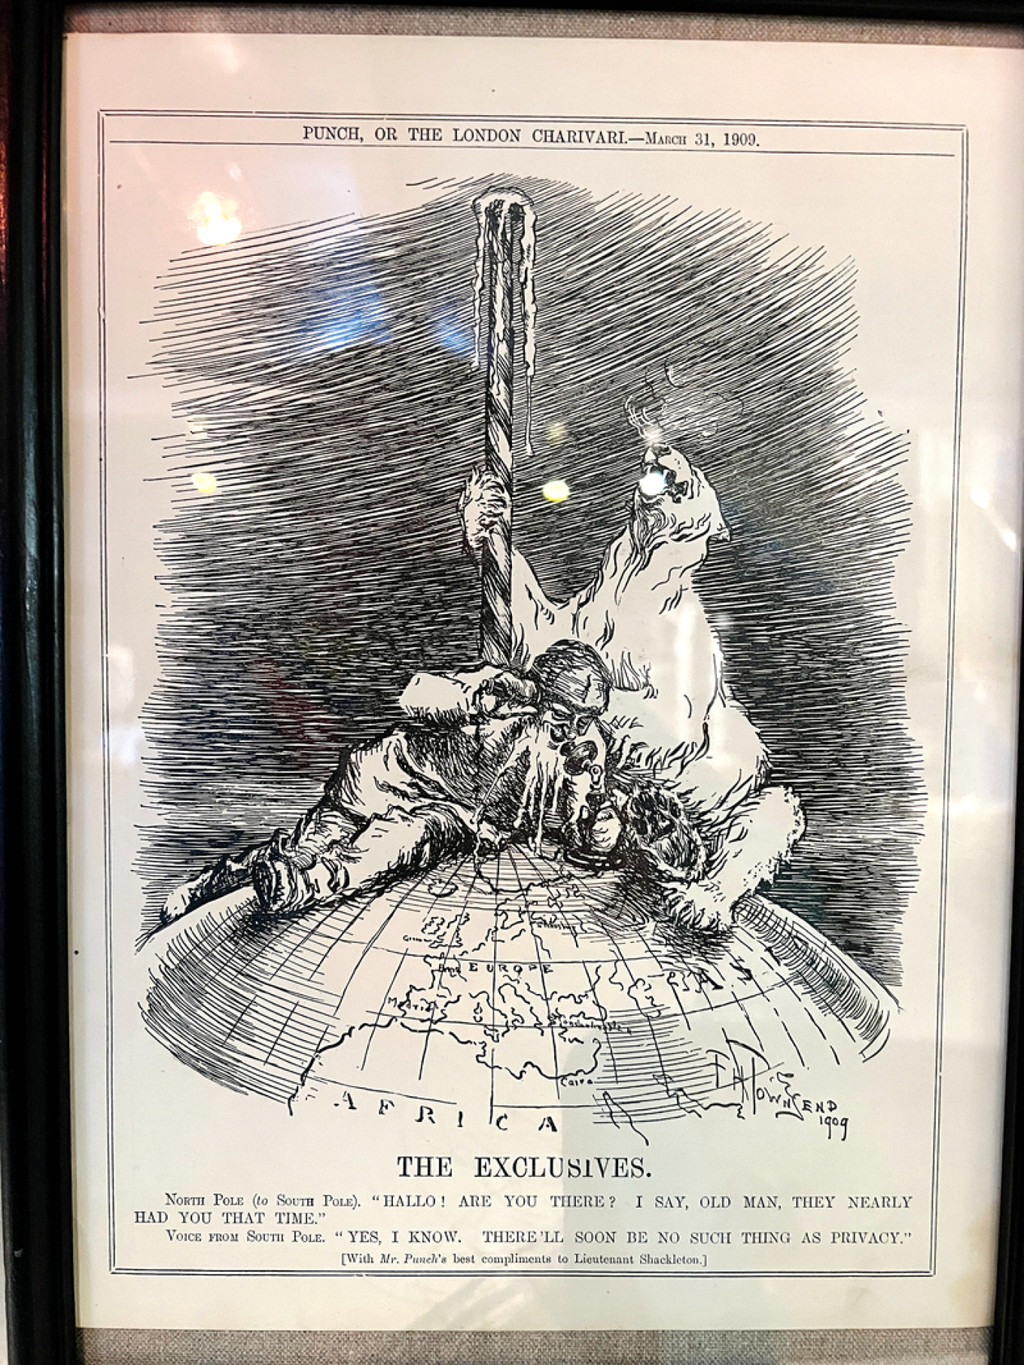 PUNCH, OR THE LONDON CHARIVARI.—MARCH 31, 1909.
EUROPE
Madrid
Cairo
AFRICA
TOWNSEND
1909
THE EXCLUSIVES.
NORTH POLE (to SOUTH POLE). "HALLO! ARE YOU THERE? I SAY, OLD MAN, THEY NEARLY
HAD YOU THAT TIME."
VOICE FROM SOUTH POLE. "YES, I KNOW. THERE'LL SOON BE NO SUCH THING AS PRIVACY."
[With Mr. Punch's best compliments to Lieutenant Shackleton.]